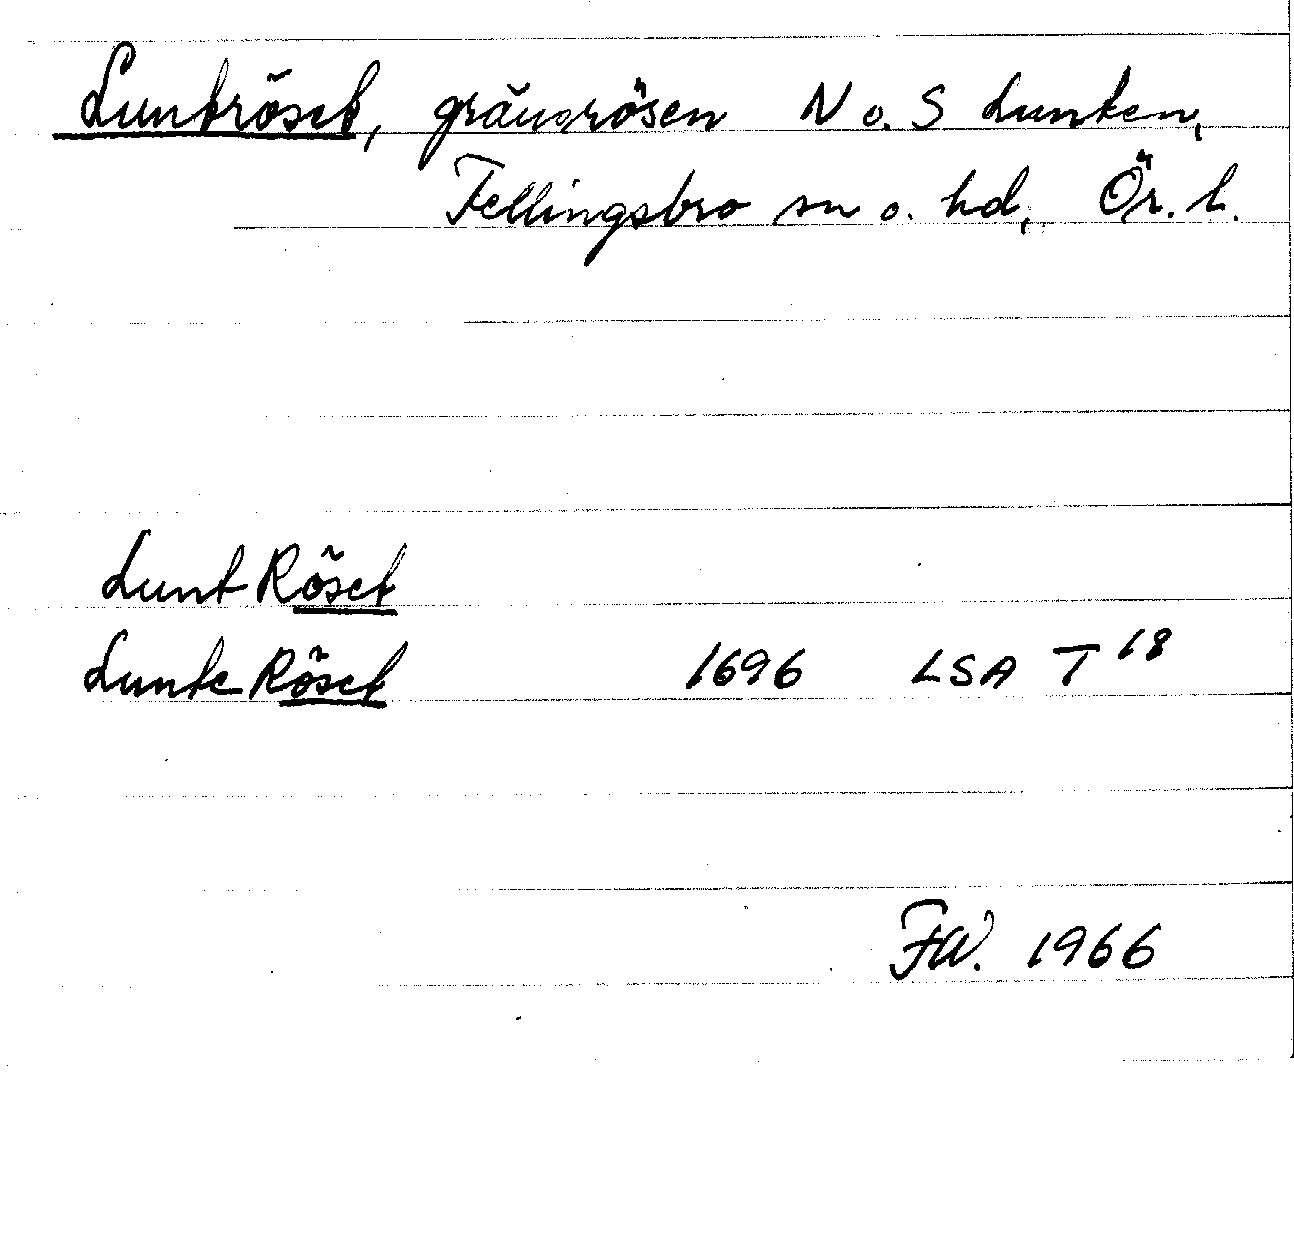 Luntröset, gränsrösen N o. S Lunten,
Fellingsbro sn o. hd, Ör. l.
Lunt Röset
Lunte Röset 1696 LSA T 18
FW. 1966